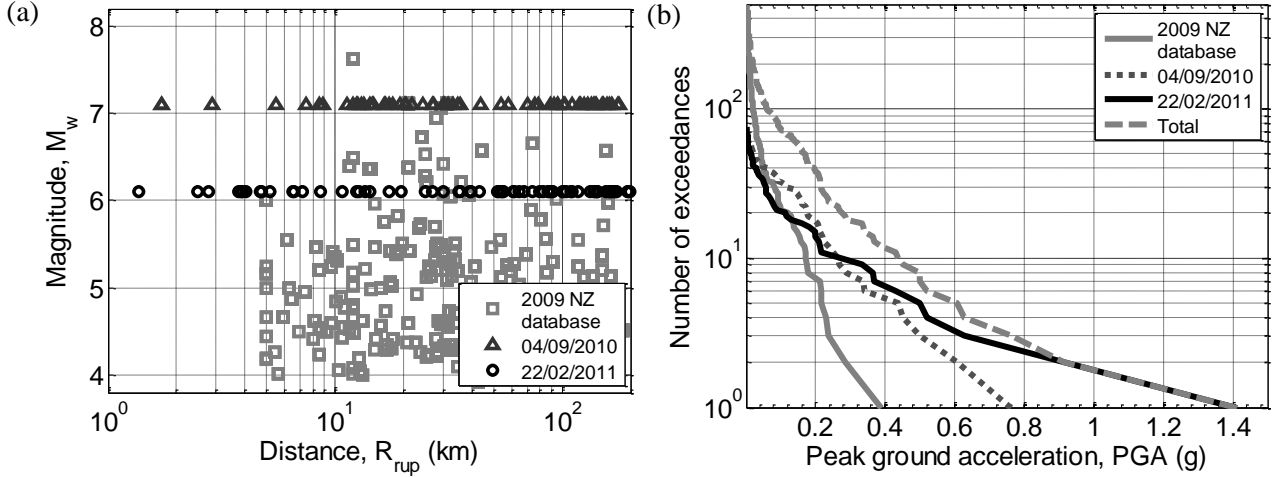 (a)
8
7
6
5
4
Magnitude, M_w
10^0
10^1
10^2
Distance, R_rup (km)
2009 NZ
database
04/09/2010
22/02/2011
(b)
10^2
10^1
10^0
Number of exceedances
0.2 0.4 0.6 0.8 1 1.2 1.4
Peak ground acceleration, PGA (g)
2009 NZ
database
04/09/2010
22/02/2011
Total